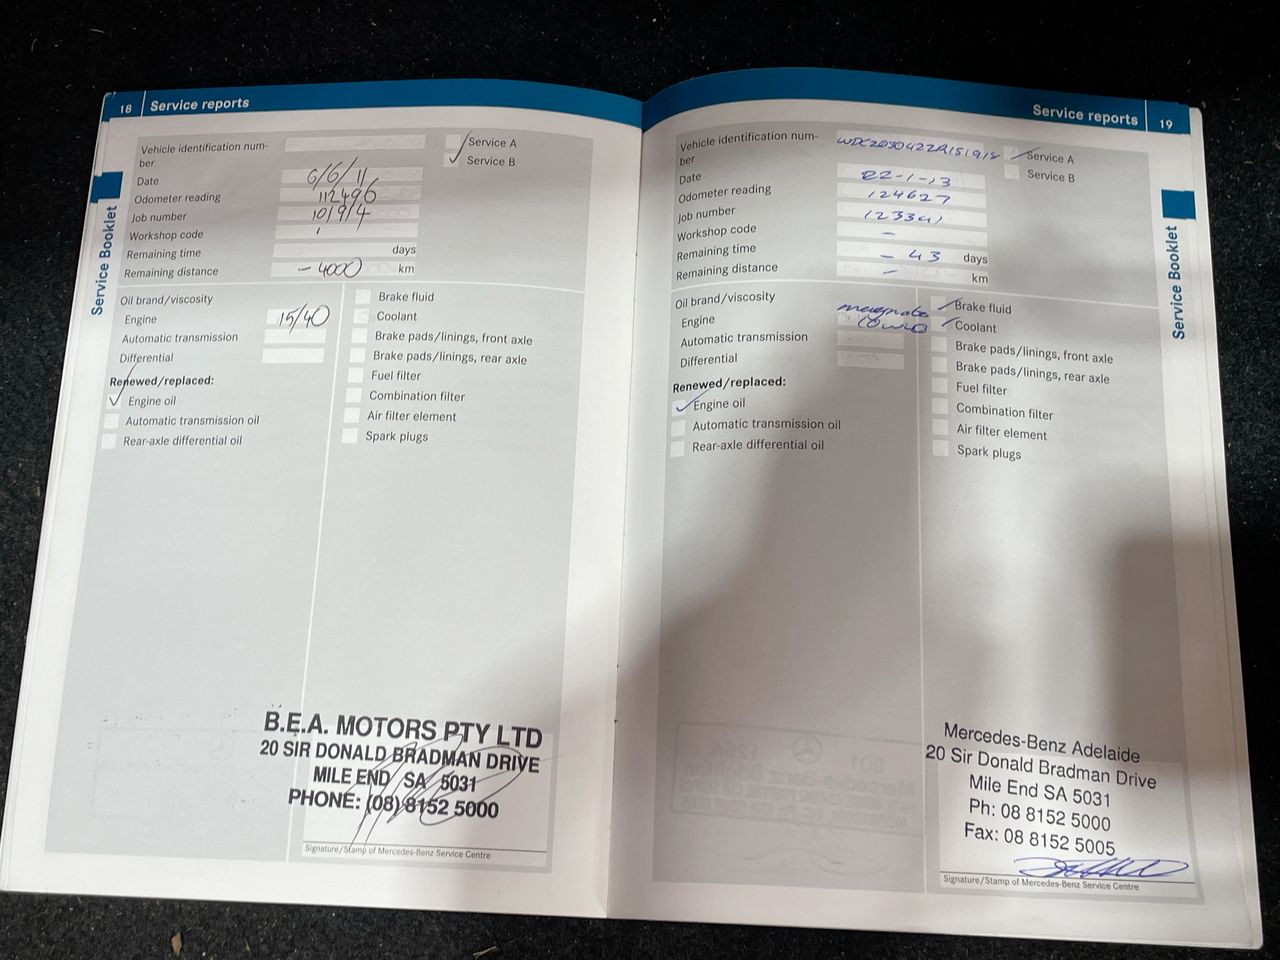 18 Service reports
Vehicle identification num-
ber
Service A
Service B
Date 6/6/11
Odometer reading 112496
Job number 101914
Workshop code
Remaining time days
Remaining distance -4000 km
Oil brand/viscosity
Engine 15/40
Automatic transmission
Differential
Renewed/replaced:
Engine oil
Automatic transmission oil
Rear-axle differential oil
Brake fluid
Coolant
Brake pads/linings, front axle
Brake pads/linings, rear axle
Fuel filter
Combination filter
Air filter element
Spark plugs
B.E.A. MOTORS PTY LTD
20 SIR DONALD BRADMAN DRIVE
MILE END SA 5031
PHONE: (08) 8152 5000
Signature/Stamp of Mercedes-Benz Service Centre
Service Booklet
Service reports 19
Vehicle identification num-
ber
Service A
Service B
Date 22-1-13
Odometer reading 124627
Job number
Workshop code -
Remaining time - 43 days
Remaining distance - km
Oil brand/viscosity
Engine 10w40
Automatic transmission
Differential
Renewed/replaced:
Engine oil
Automatic transmission oil
Rear-axle differential oil
Brake fluid
Coolant
Brake pads/linings, front axle
Brake pads/linings, rear axle
Fuel filter
Combination filter
Air filter element
Spark plugs
Mercedes-Benz Adelaide
20 Sir Donald Bradman Drive
Mile End SA 5031
Ph: 08 8152 5000
Fax: 08 8152 5005
Signature/Stamp of Mercedes-Benz Service Centre
Service Booklet